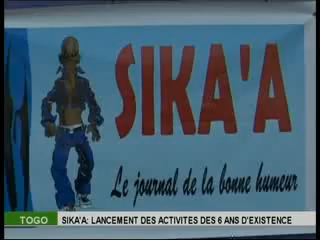 SIKA'A
Le journal de la bonne humeur
TOGO
SIKA'A: LANCEMENT DES ACTIVITES DES 6 ANS D'EXISTENCE